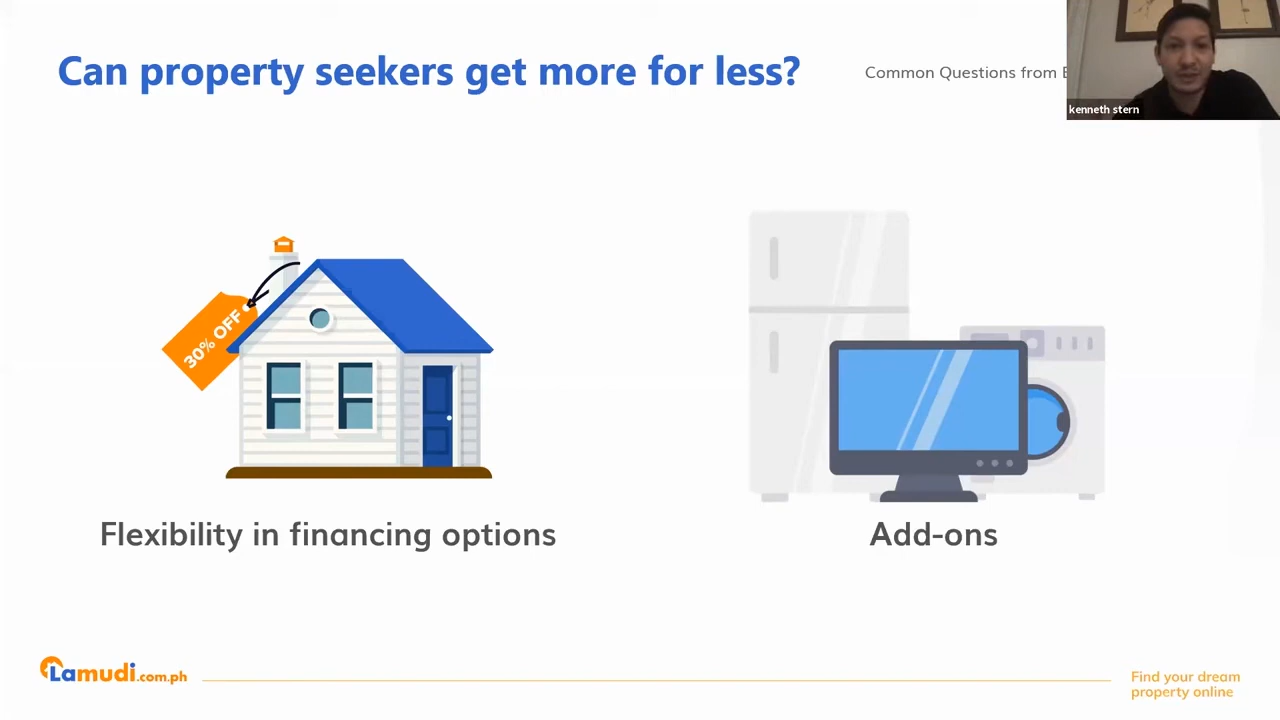 Can property seekers get more for less?
Common Questions from
kenneth stern
30% OFF
Flexibility in financing options
Add-ons
Lamudi.com.ph
Find your dream
property online